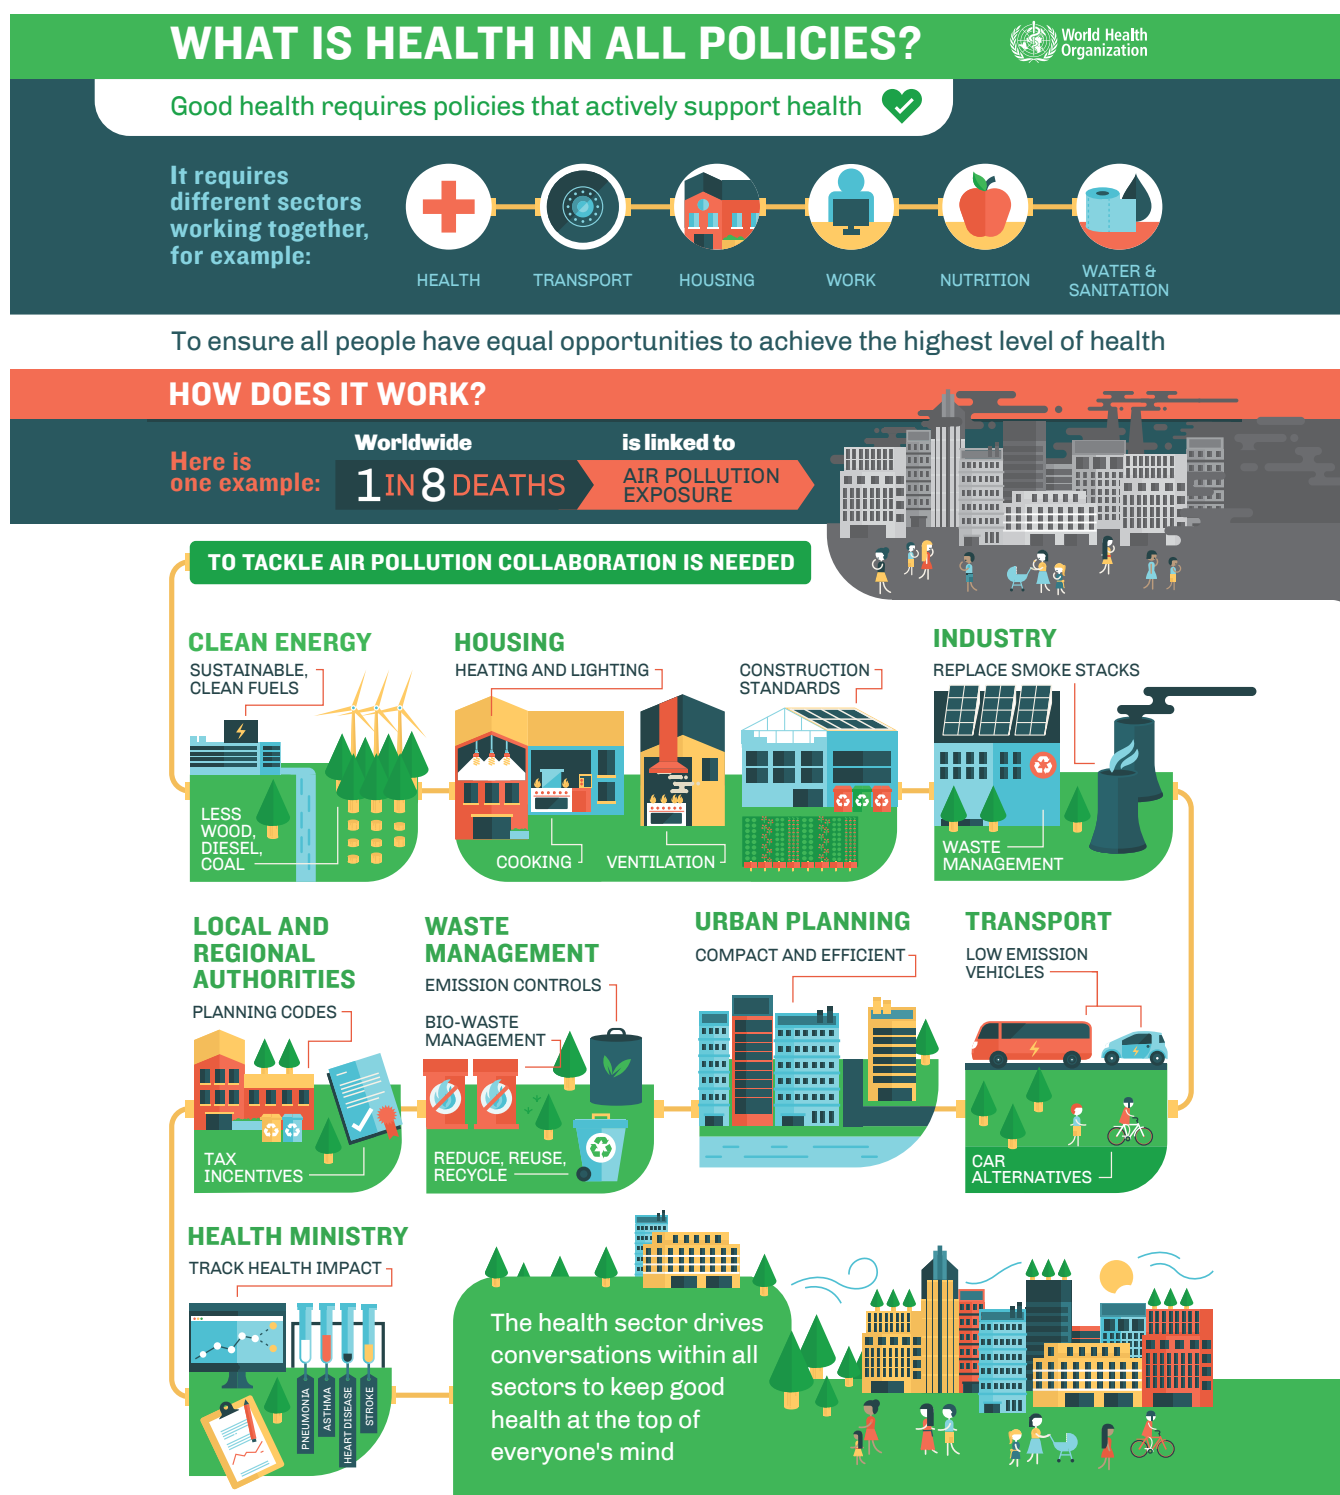 WHAT IS HEALTH IN ALL POLICIES?
World Health
Organization
Good health requires policies that actively support health
It requires
different sectors
working together,
for example:
HEALTH
TRANSPORT
HOUSING
WORK
NUTRITION
WATER &
SANITATION
To ensure all people have equal opportunities to achieve the highest level of health
HOW DOES IT WORK?
Here is
one example:
Worldwide
1 IN 8 DEATHS
is linked to
AIR POLLUTION
EXPOSURE
TO TACKLE AIR POLLUTION COLLABORATION IS NEEDED
CLEAN ENERGY
SUSTAINABLE,
CLEAN FUELS
LESS
WOOD,
DIESEL,
COAL
HOUSING
HEATING AND LIGHTING
CONSTRUCTION
STANDARDS
COOKING
VENTILATION
INDUSTRY
REPLACE SMOKE STACKS
WASTE
MANAGEMENT
LOCAL AND
REGIONAL
AUTHORITIES
PLANNING CODES
TAX
INCENTIVES
WASTE
MANAGEMENT
EMISSION CONTROLS
BIO-WASTE
MANAGEMENT
REDUCE, REUSE,
RECYCLE
URBAN PLANNING
COMPACT AND EFFICIENT
TRANSPORT
LOW EMISSION
VEHICLES
CAR
ALTERNATIVES
HEALTH MINISTRY
TRACK HEALTH IMPACT
PNEUMONIA
ASTHMA
HEART DISEASE
STROKE
The health sector drives
conversations within all
sectors to keep good
health at the top of
everyone's mind